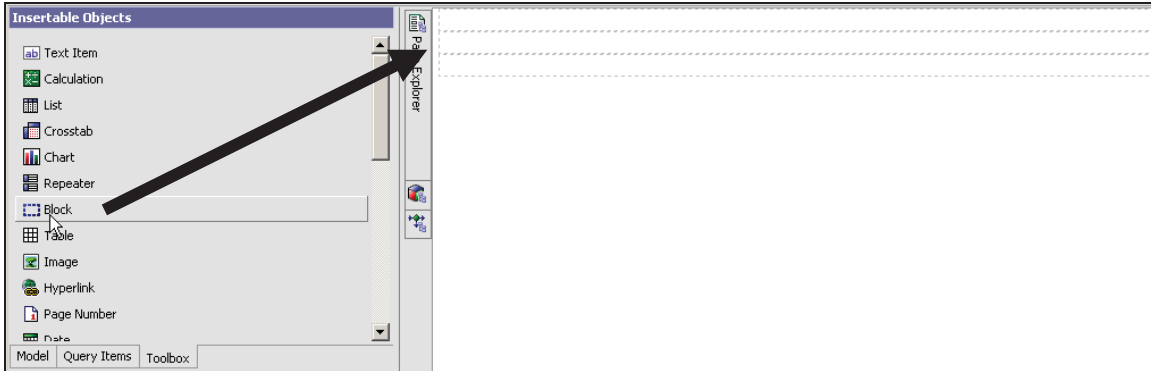 Insertable Objects
Text Item
Calculation
List
Crosstab
Chart
Repeater
Block
Table
Image
Hyperlink
Page Number
Date
Model
Query Items
Toolbox
Explorer